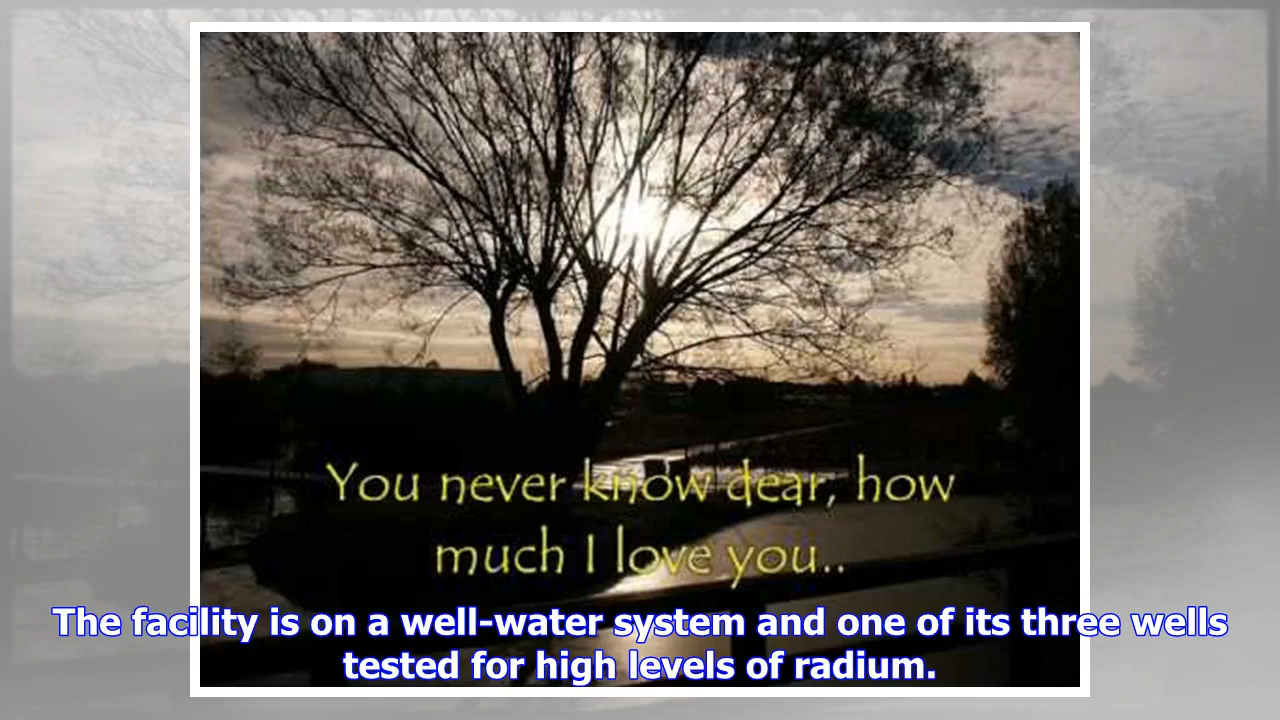 You never know dear, how
much I love you..
The facility is on a well-water system and one of its three wells
tested for high levels of radium.